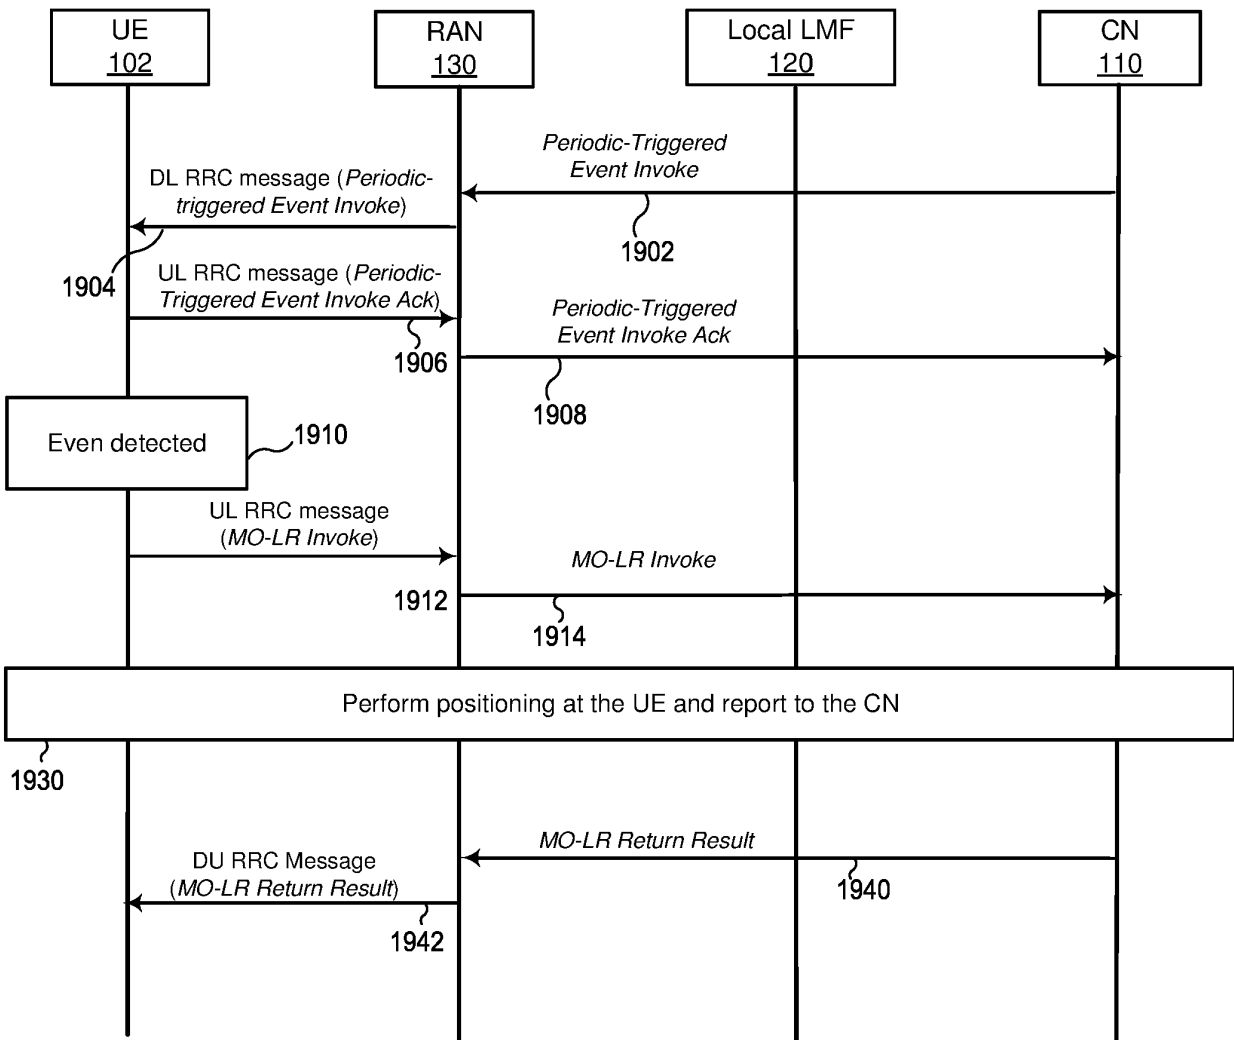 UE
102
RAN
130
Local LMF
120
CN
110
Periodic-Triggered
Event Invoke
1902
DL RRC message (Periodic-
triggered Event Invoke)
1904
UL RRC message (Periodic-
Triggered Event Invoke Ack)
1906
Periodic-Triggered
Event Invoke Ack
1908
Even detected
1910
UL RRC message
(MO-LR Invoke)
1912
MO-LR Invoke
1914
Perform positioning at the UE and report to the CN
1930
MO-LR Return Result
1940
DU RRC Message
(MO-LR Return Result)
1942